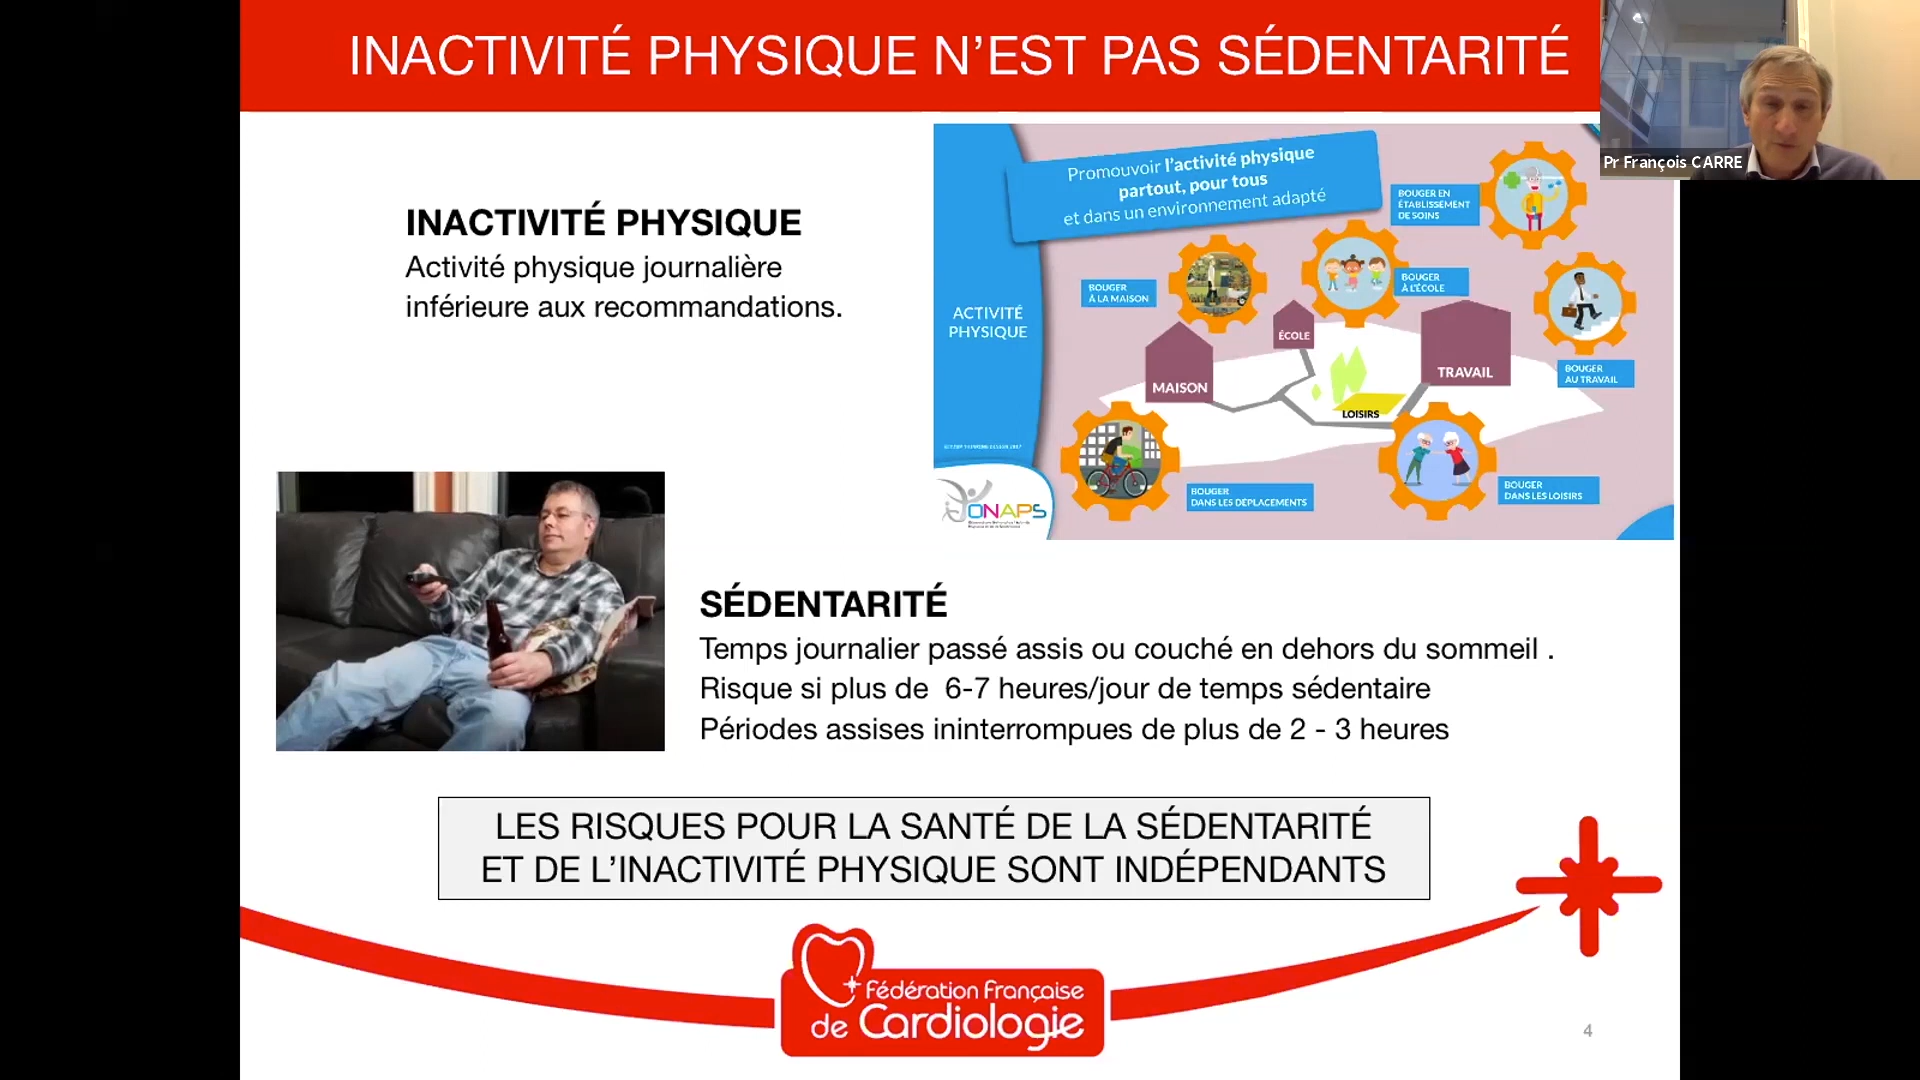 INACTIVITÉ PHYSIQUE N’EST PAS SÉDENTARITÉ
Pr François CARRE
INACTIVITÉ PHYSIQUE
Activité physique journalière
inférieure aux recommandations.
Promouvoir l’activité physique
partout, pour tous
et dans un environnement adapté
BOUGER EN
ÉTABLISSEMENT
DE SOINS
BOUGER
À LA MAISON
BOUGER
À L’ÉCOLE
ACTIVITÉ
PHYSIQUE
ÉCOLE
MAISON
TRAVAIL
BOUGER
AU TRAVAIL
LOISIRS
BOUGER
DANS LES DÉPLACEMENTS
BOUGER
DANS LES LOISIRS
ONAPS
SÉDENTARITÉ
Temps journalier passé assis ou couché en dehors du sommeil .
Risque si plus de  6-7 heures/jour de temps sédentaire
Périodes assises ininterrompues de plus de 2 - 3 heures
LES RISQUES POUR LA SANTÉ DE LA SÉDENTARITÉ
ET DE L’INACTIVITÉ PHYSIQUE SONT INDÉPENDANTS
Fédération Française
de Cardiologie
4